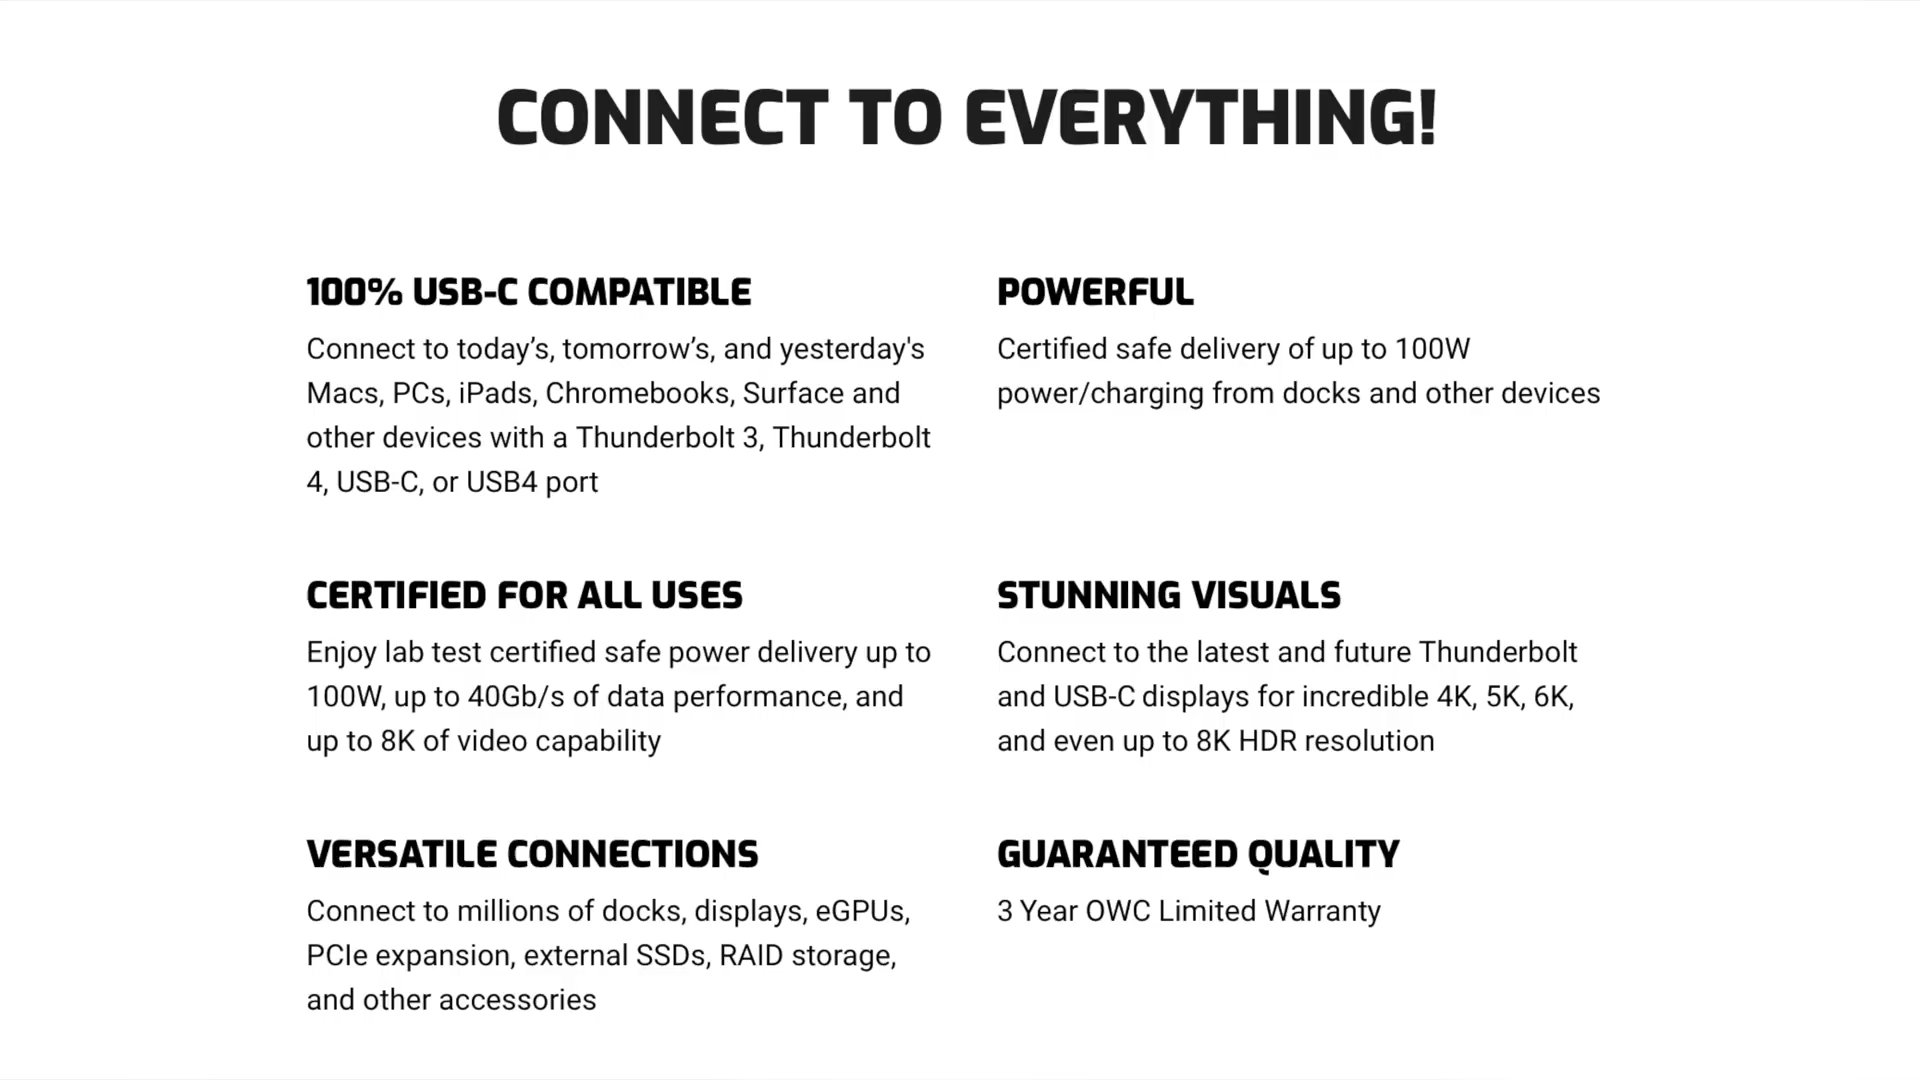 CONNECT TO EVERYTHING!
100% USB-C COMPATIBLE
Connect to today’s, tomorrow’s, and yesterday's
Macs, PCs, iPads, Chromebooks, Surface and
other devices with a Thunderbolt 3, Thunderbolt
4, USB-C, or USB4 port
POWERFUL
Certified safe delivery of up to 100W
power/charging from docks and other devices
CERTIFIED FOR ALL USES
Enjoy lab test certified safe power delivery up to
100W, up to 40Gb/s of data performance, and
up to 8K of video capability
STUNNING VISUALS
Connect to the latest and future Thunderbolt
and USB-C displays for incredible 4K, 5K, 6K,
and even up to 8K HDR resolution
VERSATILE CONNECTIONS
Connect to millions of docks, displays, eGPUs,
PCIe expansion, external SSDs, RAID storage,
and other accessories
GUARANTEED QUALITY
3 Year OWC Limited Warranty